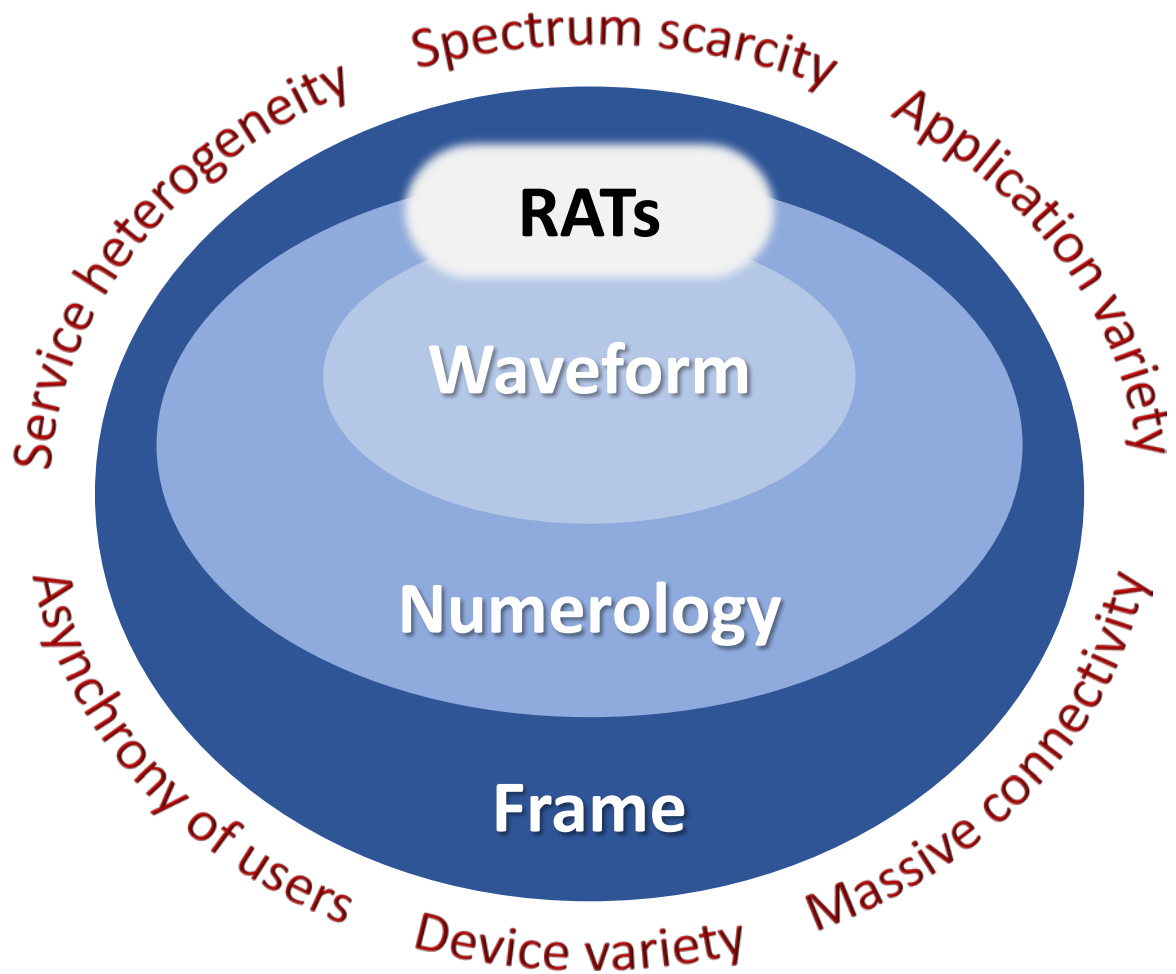 Spectrum scarcity
Service heterogeneity
Application variety
RATs
Waveform
Numerology
Frame
Asynchrony of users
Massive connectivity
Device variety